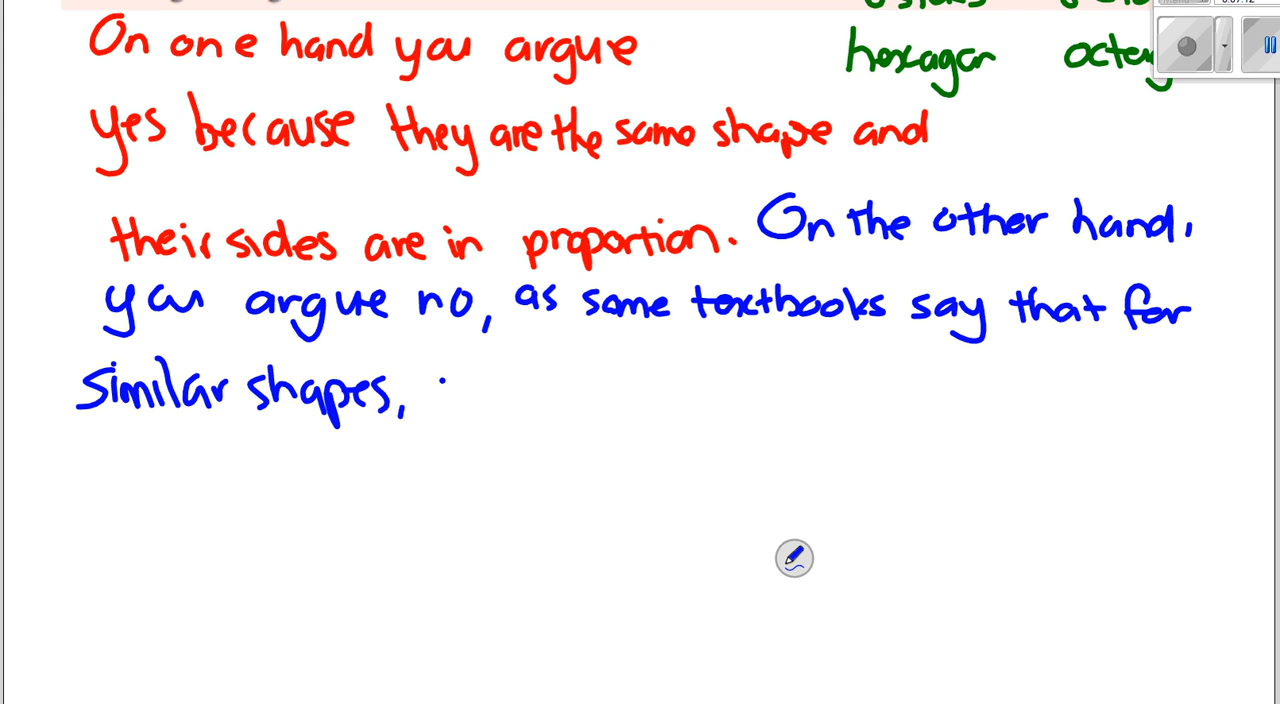 hexagon
On one hand you argue
yes because they are the same shape and
their sides are in proportion. On the other hand,
you argue no, as some textbooks say that for
similar shapes,